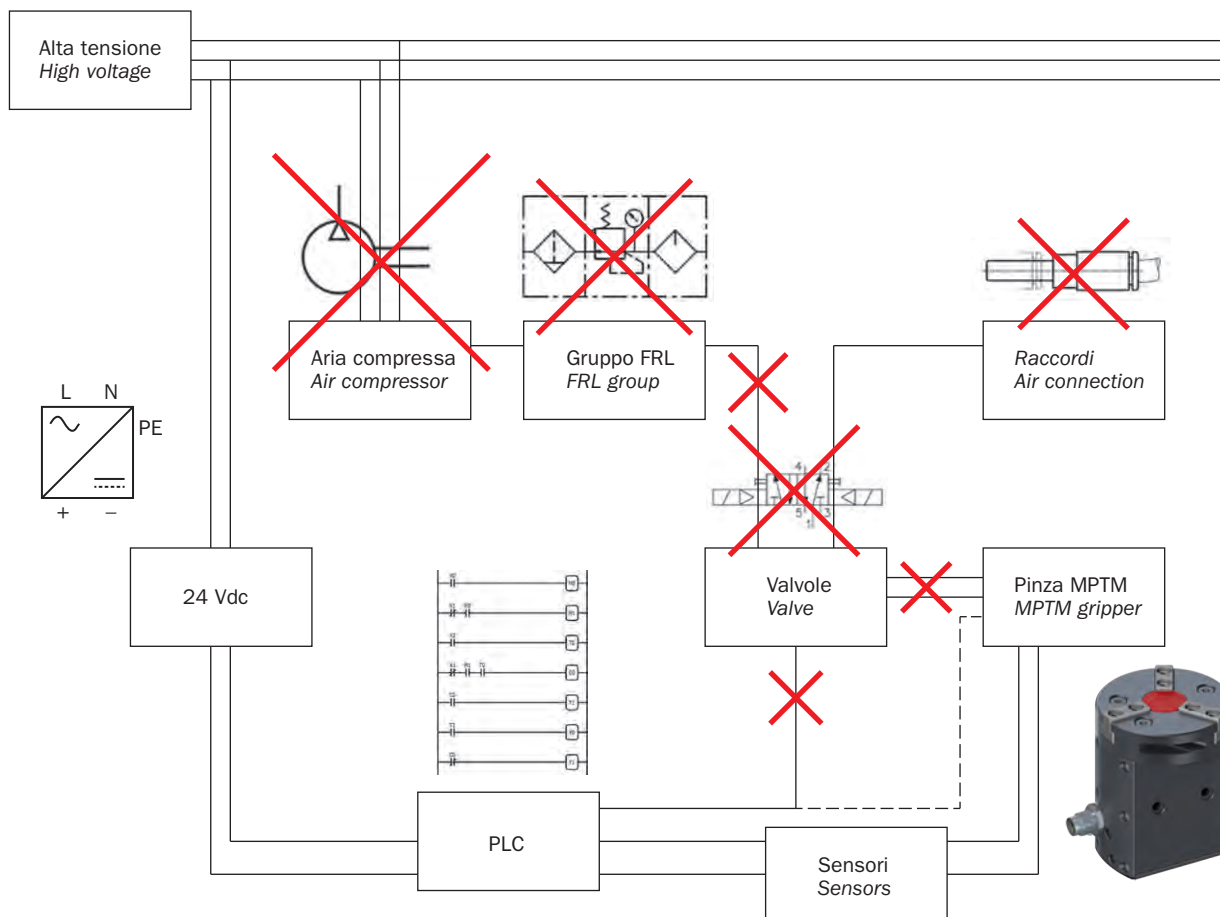 Alta tensione
High voltage
Aria compressa
Air compressor
Gruppo FRL
FRL group
Raccordi
Air connection
L N
PE
+ −
4 2
5 3
1
24 Vdc
Valvole
Valve
Pinza MPTM
MPTM gripper
PLC
Sensori
Sensors